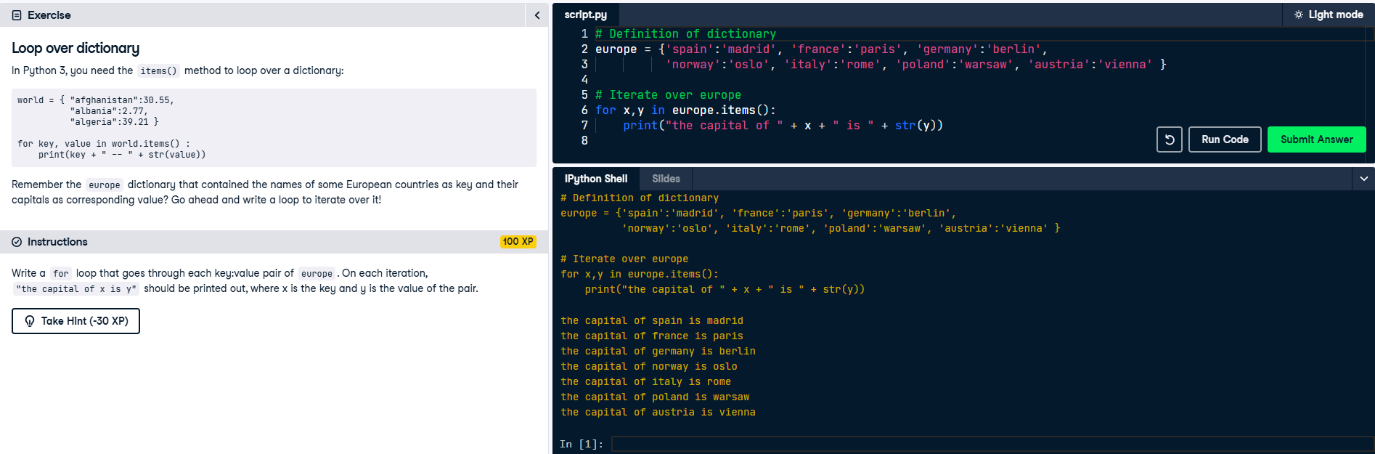 Exercise
Loop over dictionary
In Python 3, you need the items() method to loop over a dictionary:
world = { "afghanistan":30.55,
"albania":2.77,
"algeria":39.21 }
for key, value in world.items() :
print(key + " -- " + str(value))
Remember the europe dictionary that contained the names of some European countries as key and their
capitals as corresponding value? Go ahead and write a loop to iterate over it!
Instructions
100 XP
Write a for loop that goes through each key:value pair of europe . On each iteration,
"the capital of x is y" should be printed out, where x is the key and y is the value of the pair.
Take Hint (-30 XP)
script.py
Light mode
1 # Definition of dictionary
2 europe = {'spain':'madrid', 'france':'paris', 'germany':'berlin',
3 'norway':'oslo', 'italy':'rome', 'poland':'warsaw', 'austria':'vienna' }
4
5 # Iterate over europe
6 for x,y in europe.items():
7 print("the capital of " + x + " is " + str(y))
8
Run Code
Submit Answer
IPython Shell
Slides
# Definition of dictionary
europe = {'spain':'madrid', 'france':'paris', 'germany':'berlin',
'norway':'oslo', 'italy':'rome', 'poland':'warsaw', 'austria':'vienna' }
# Iterate over europe
for x,y in europe.items():
print("the capital of " + x + " is " + str(y))
the capital of spain is madrid
the capital of france is paris
the capital of germany is berlin
the capital of norway is oslo
the capital of italy is rome
the capital of poland is warsaw
the capital of austria is vienna
In [1]: